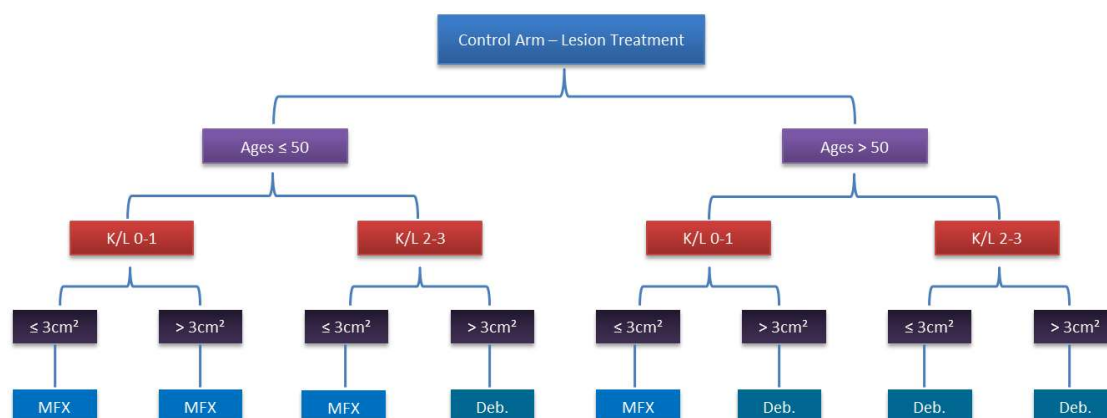 Control Arm – Lesion Treatment
Ages ≤ 50
Ages > 50
K/L 0-1
K/L 2-3
K/L 0-1
K/L 2-3
≤ 3cm²
> 3cm²
≤ 3cm²
> 3cm²
≤ 3cm²
> 3cm²
≤ 3cm²
> 3cm²
MFX
MFX
MFX
Deb.
MFX
Deb.
Deb.
Deb.